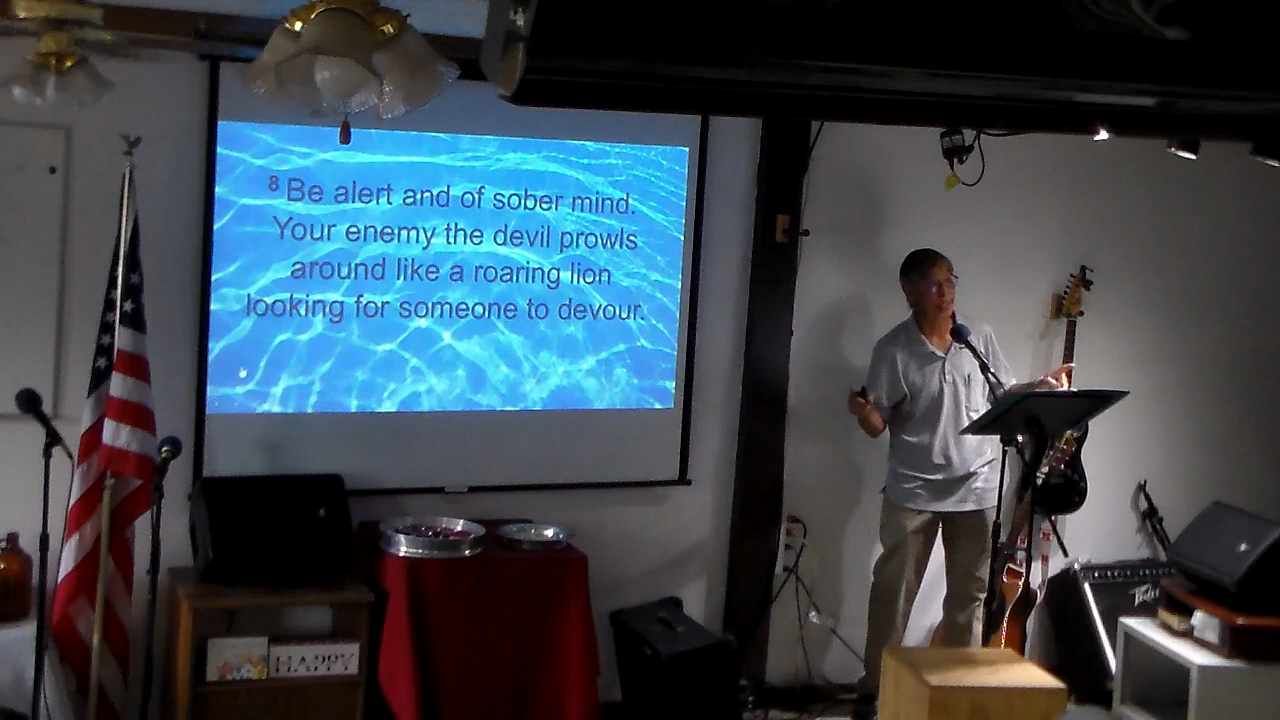 8 Be alert and of sober mind.
Your enemy the devil prowls
around like a roaring lion
looking for someone to devour.
HAPPY